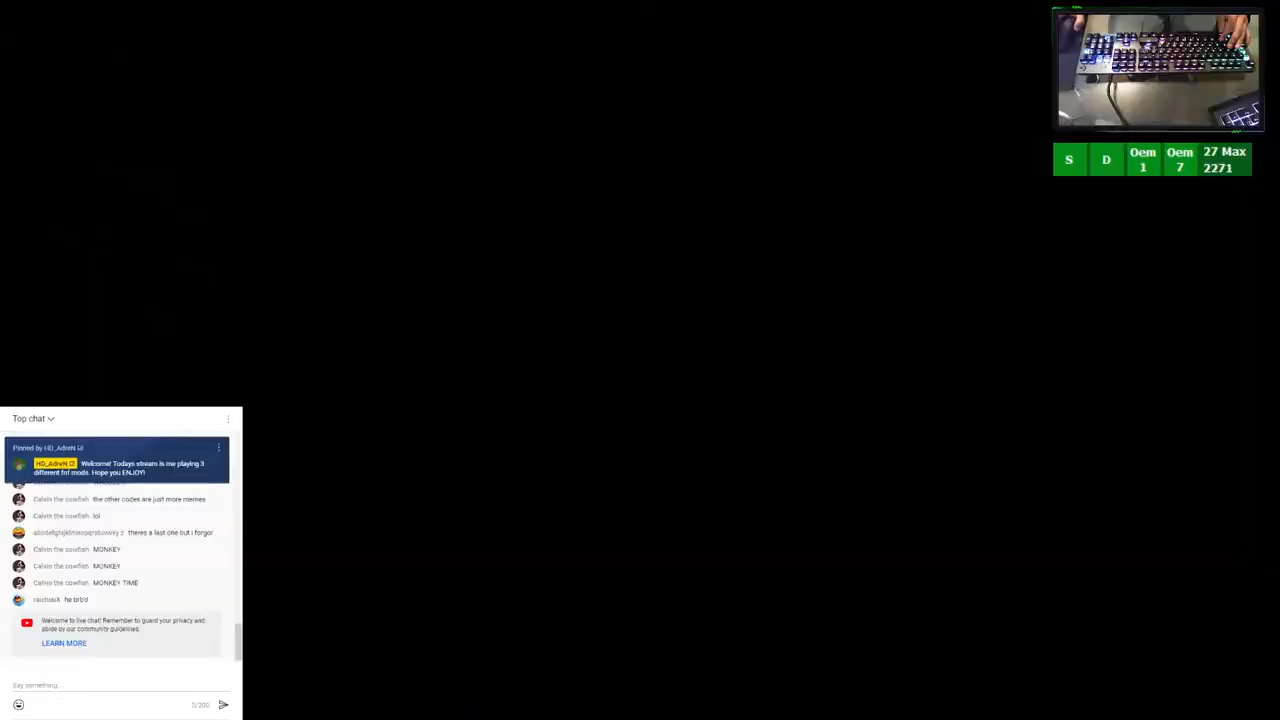 S
D
Oem
1
Oem
7
27 Max
2271
Top chat
Pinned by HD_AdreN
HD_AdreN Welcome! Todays stream is me playing 3
different fnf mods. Hope you ENJOY!
Calvin the cowfish the other codes are just more memes
Calvin the cowfish lol
theres a last one but i forgor
Calvin the cowfish MONKEY
Calvin the cowfish MONKEY
Calvin the cowfish MONKEY TIME
he brb'd
Welcome to live chat! Remember to guard your privacy and
abide by our community guidelines.
LEARN MORE
Say something...
0/200